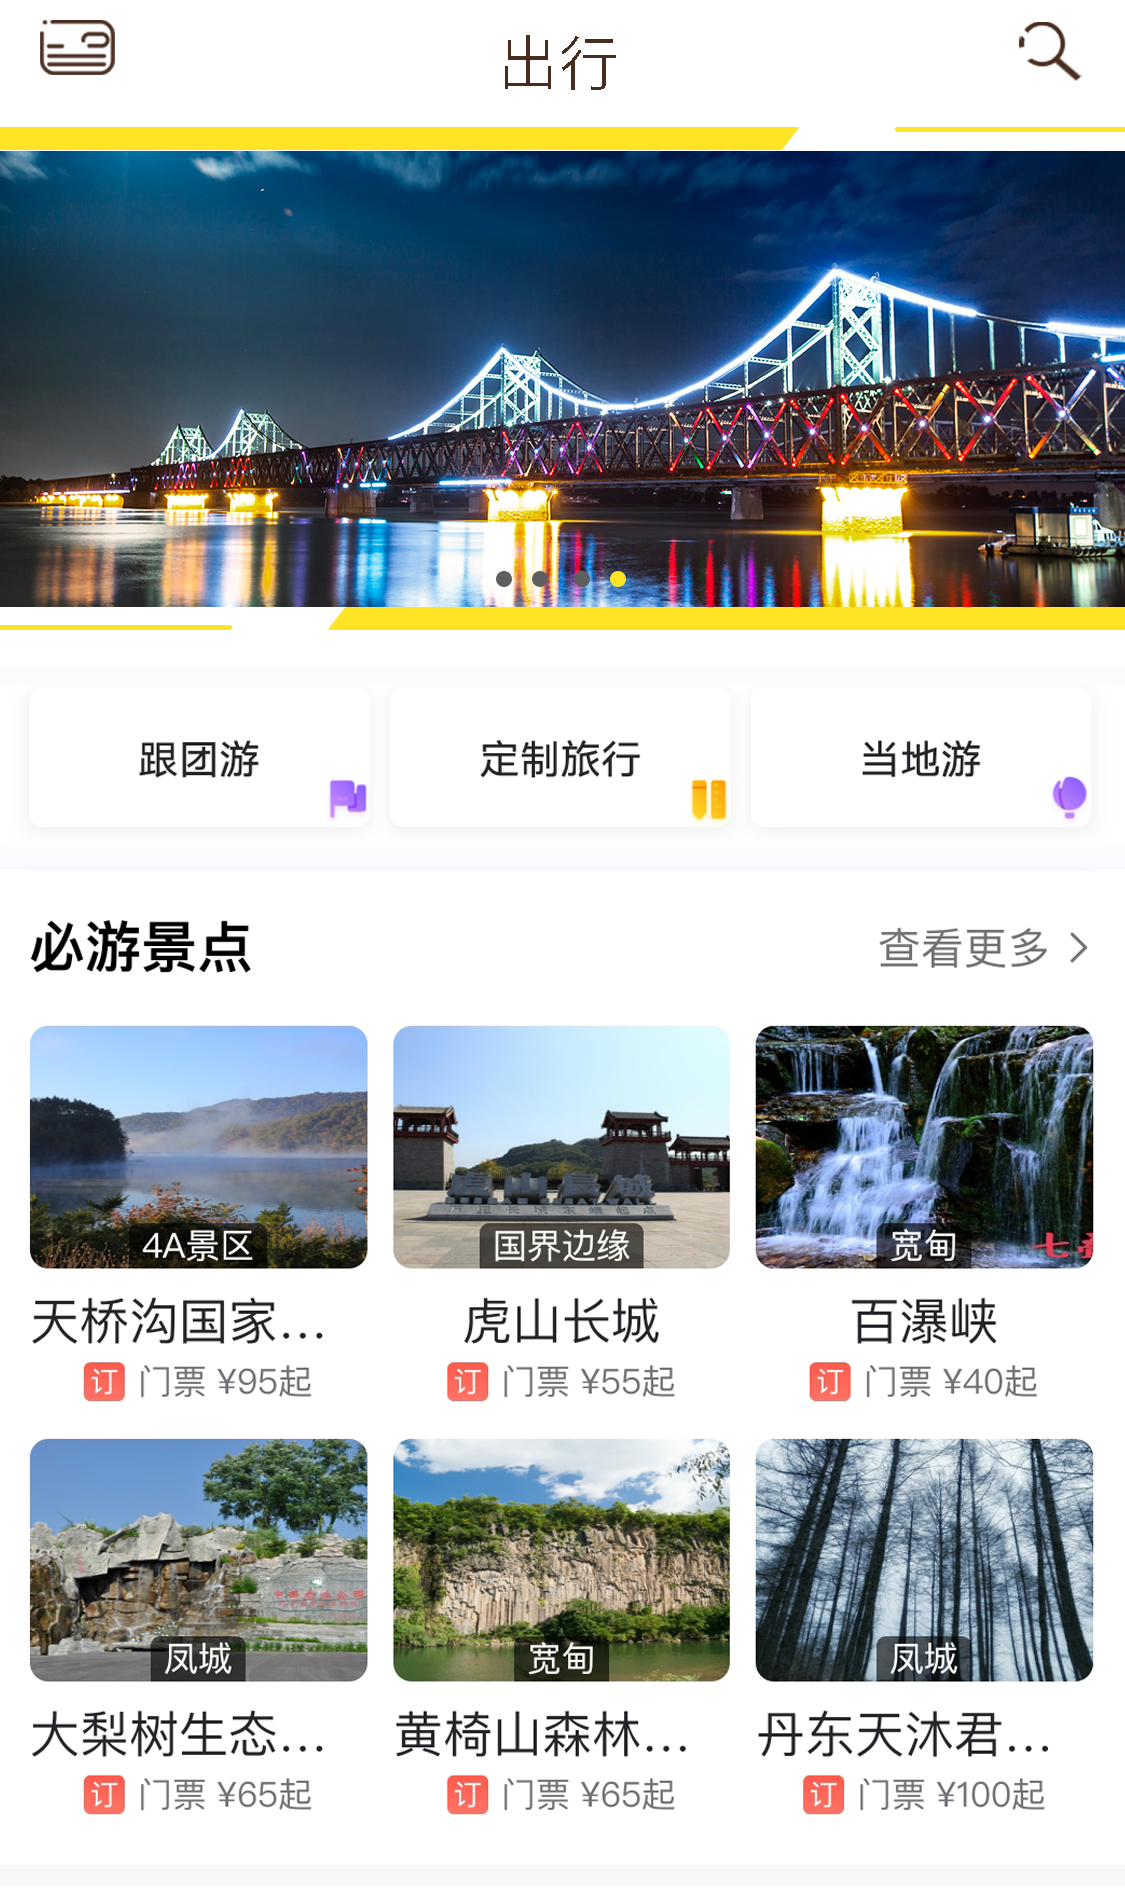 出行
跟团游
定制旅行
当地游
必游景点
查看更多
4A景区
虎山长城
国界边缘
宽甸
天桥沟国家...
虎山长城
百瀑峡
订 门票 ¥95起
订 门票 ¥55起
订 门票 ¥40起
凤城
宽甸
凤城
大梨树生态...
黄椅山森林...
丹东天沐君...
订 门票 ¥65起
订 门票 ¥65起
订 门票 ¥100起